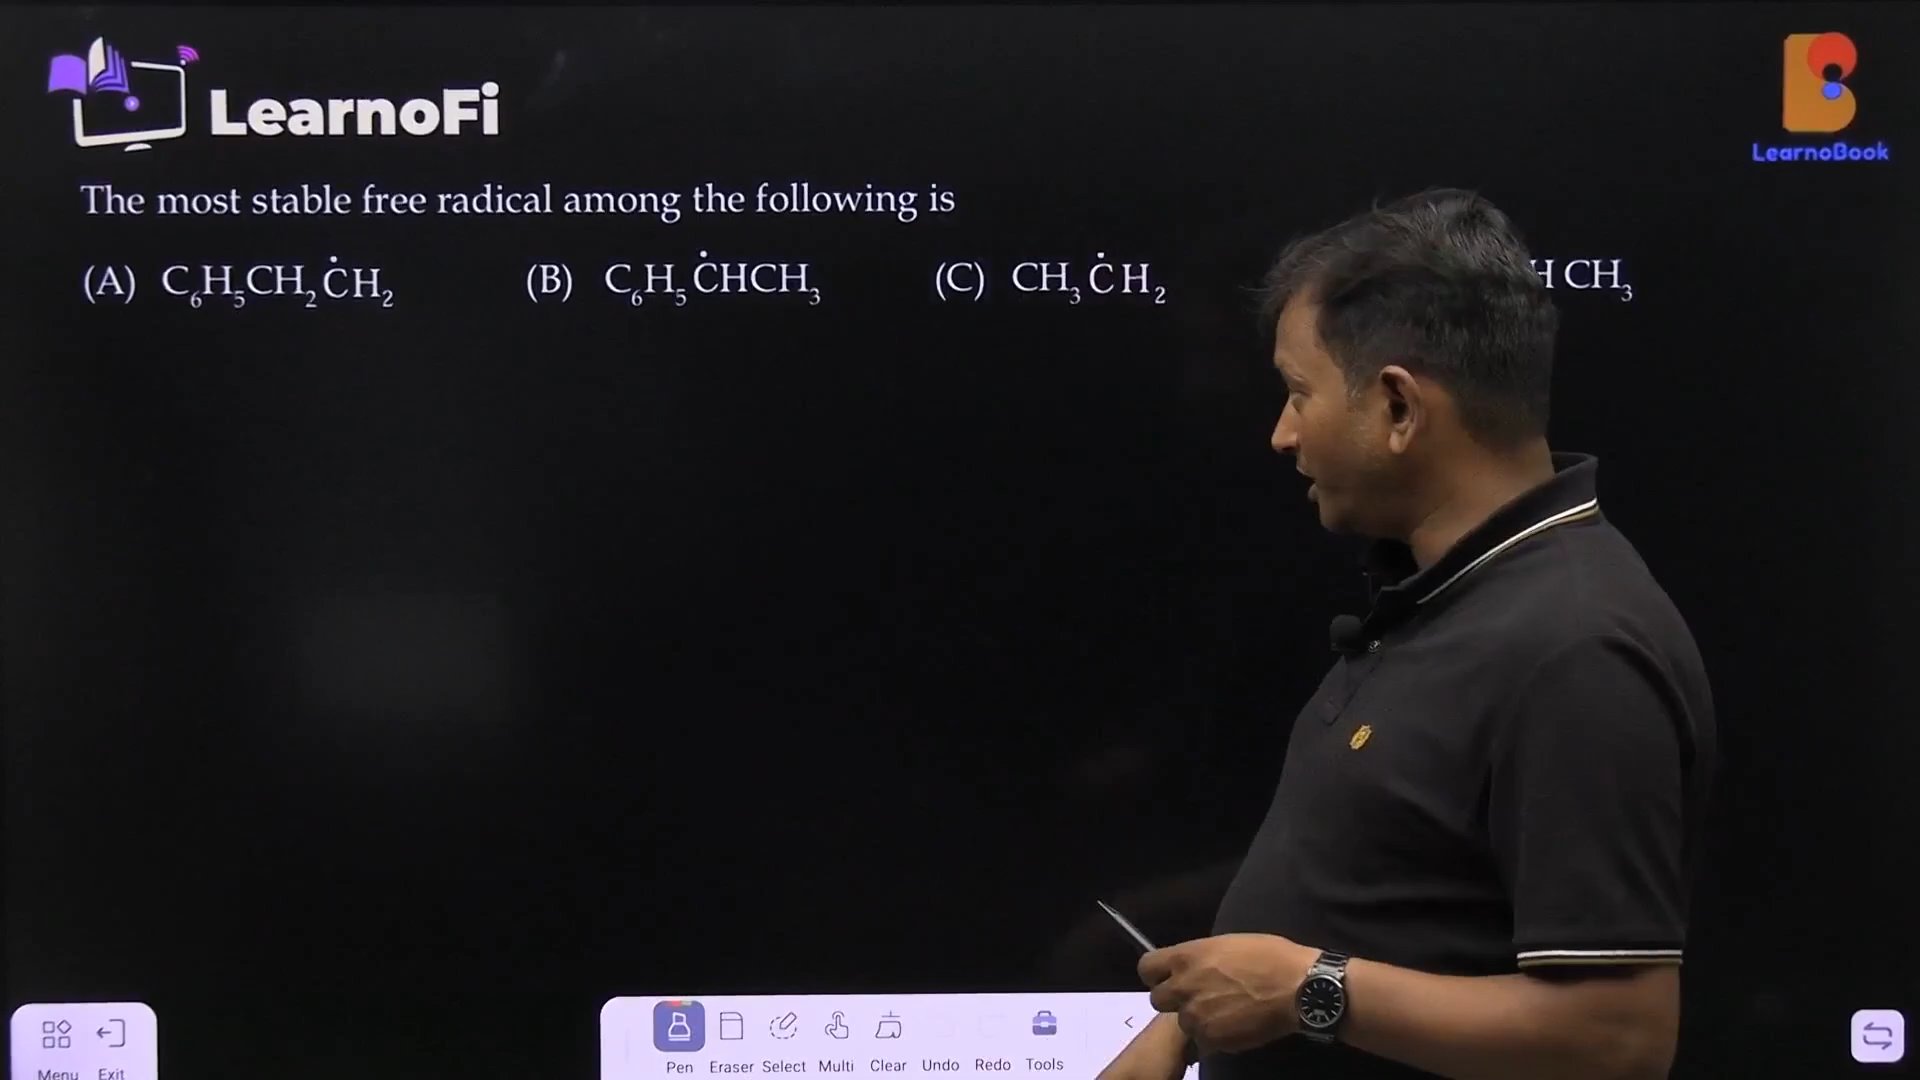 LearnoFi
LearnoBook
The most stable free radical among the following is
(A) C₆H₅CH₂ĊH₂ (B) C₆H₅ĊHCH₃ (C) CH₃ĊH₂ H CH₃
Pen Eraser Select Multi Clear Undo Redo Tools
Menu Exit